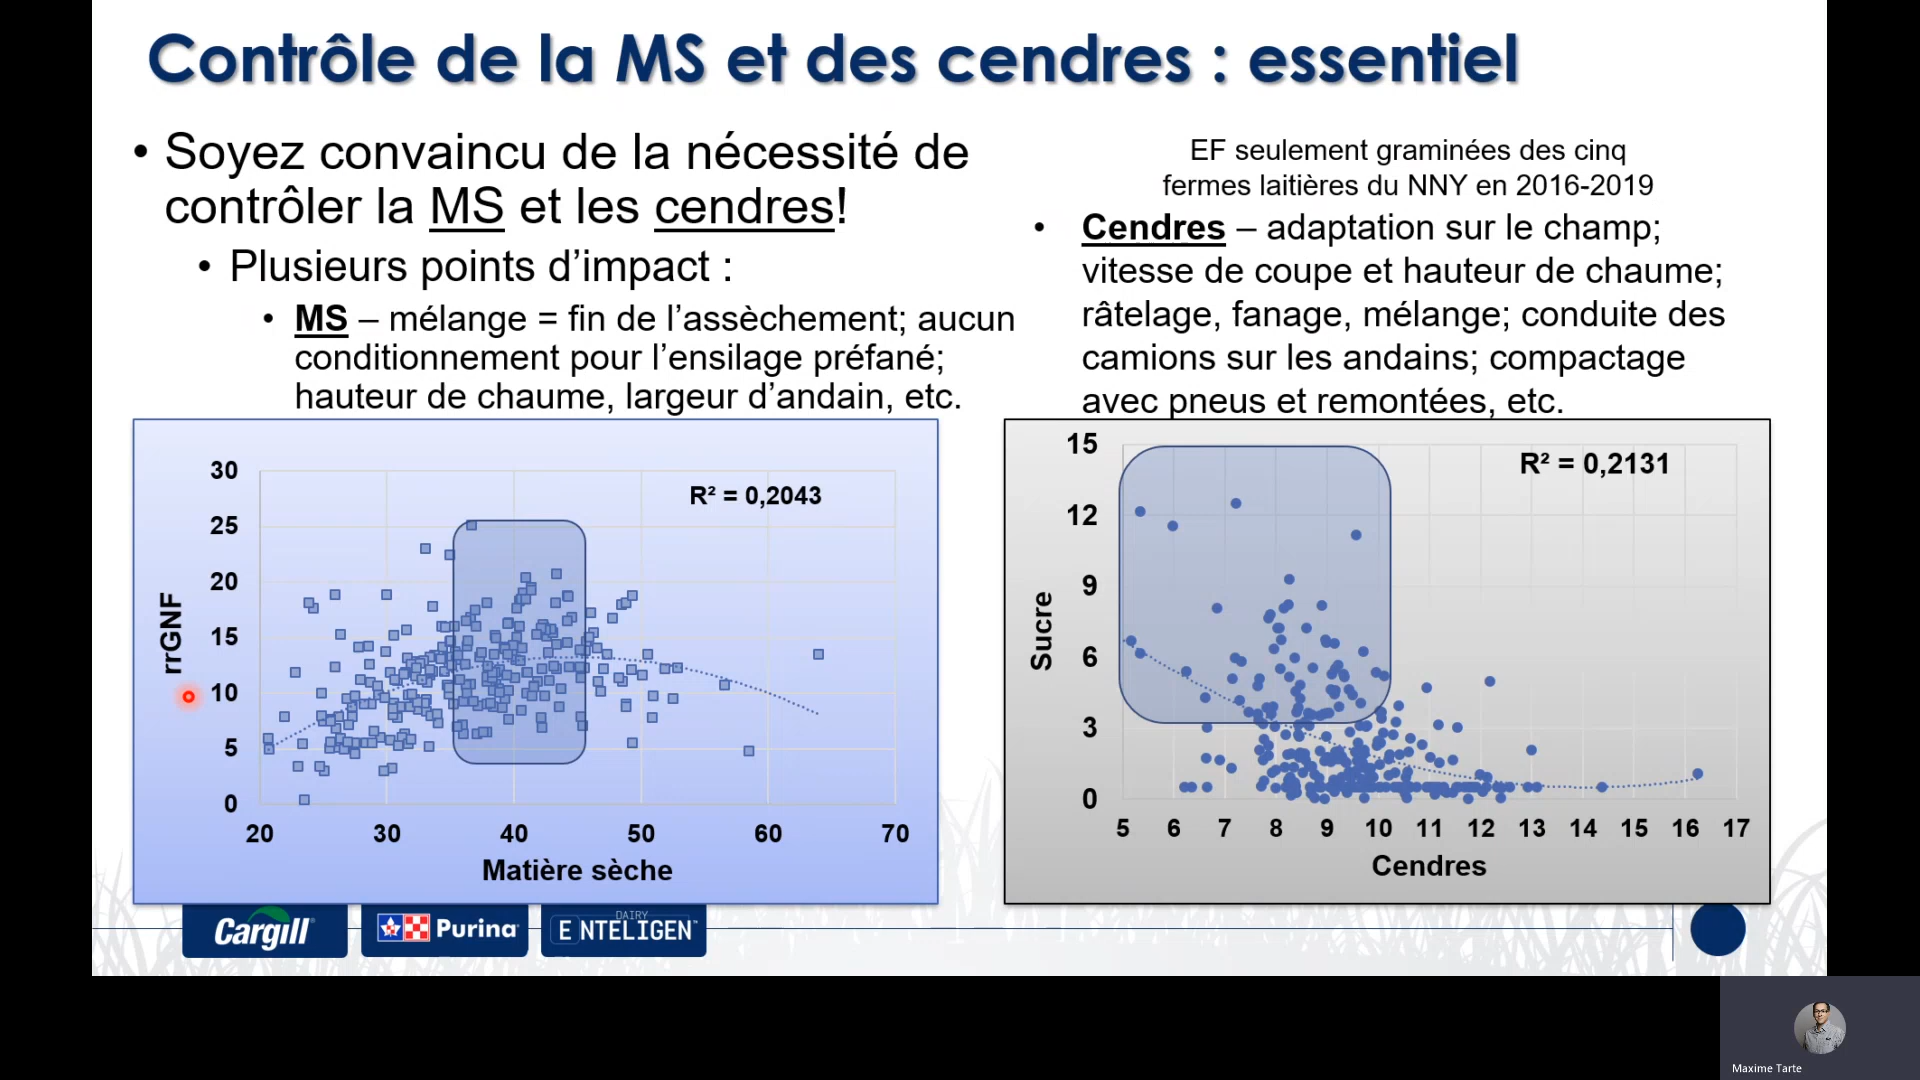 Contrôle de la MS et des cendres : essentiel
• Soyez convaincu de la nécessité de
contrôler la MS et les cendres!
• Plusieurs points d’impact :
• MS – mélange = fin de l’assèchement; aucun
conditionnement pour l’ensilage préfané;
hauteur de chaume, largeur d’andain, etc.
EF seulement graminées des cinq
fermes laitières du NNY en 2016-2019
• Cendres – adaptation sur le champ;
vitesse de coupe et hauteur de chaume;
râtelage, fanage, mélange; conduite des
camions sur les andains; compactage
avec pneus et remontées, etc.
30
25
20
15
10
5
0
rrGNF
R² = 0,2043
20 30 40 50 60 70
Matière sèche
15
12
9
6
3
0
Sucre
R² = 0,2131
5 6 7 8 9 10 11 12 13 14 15 16 17
Cendres
Cargill
Purina
DAIRY
ENTELIGEN™
Maxime Tarte